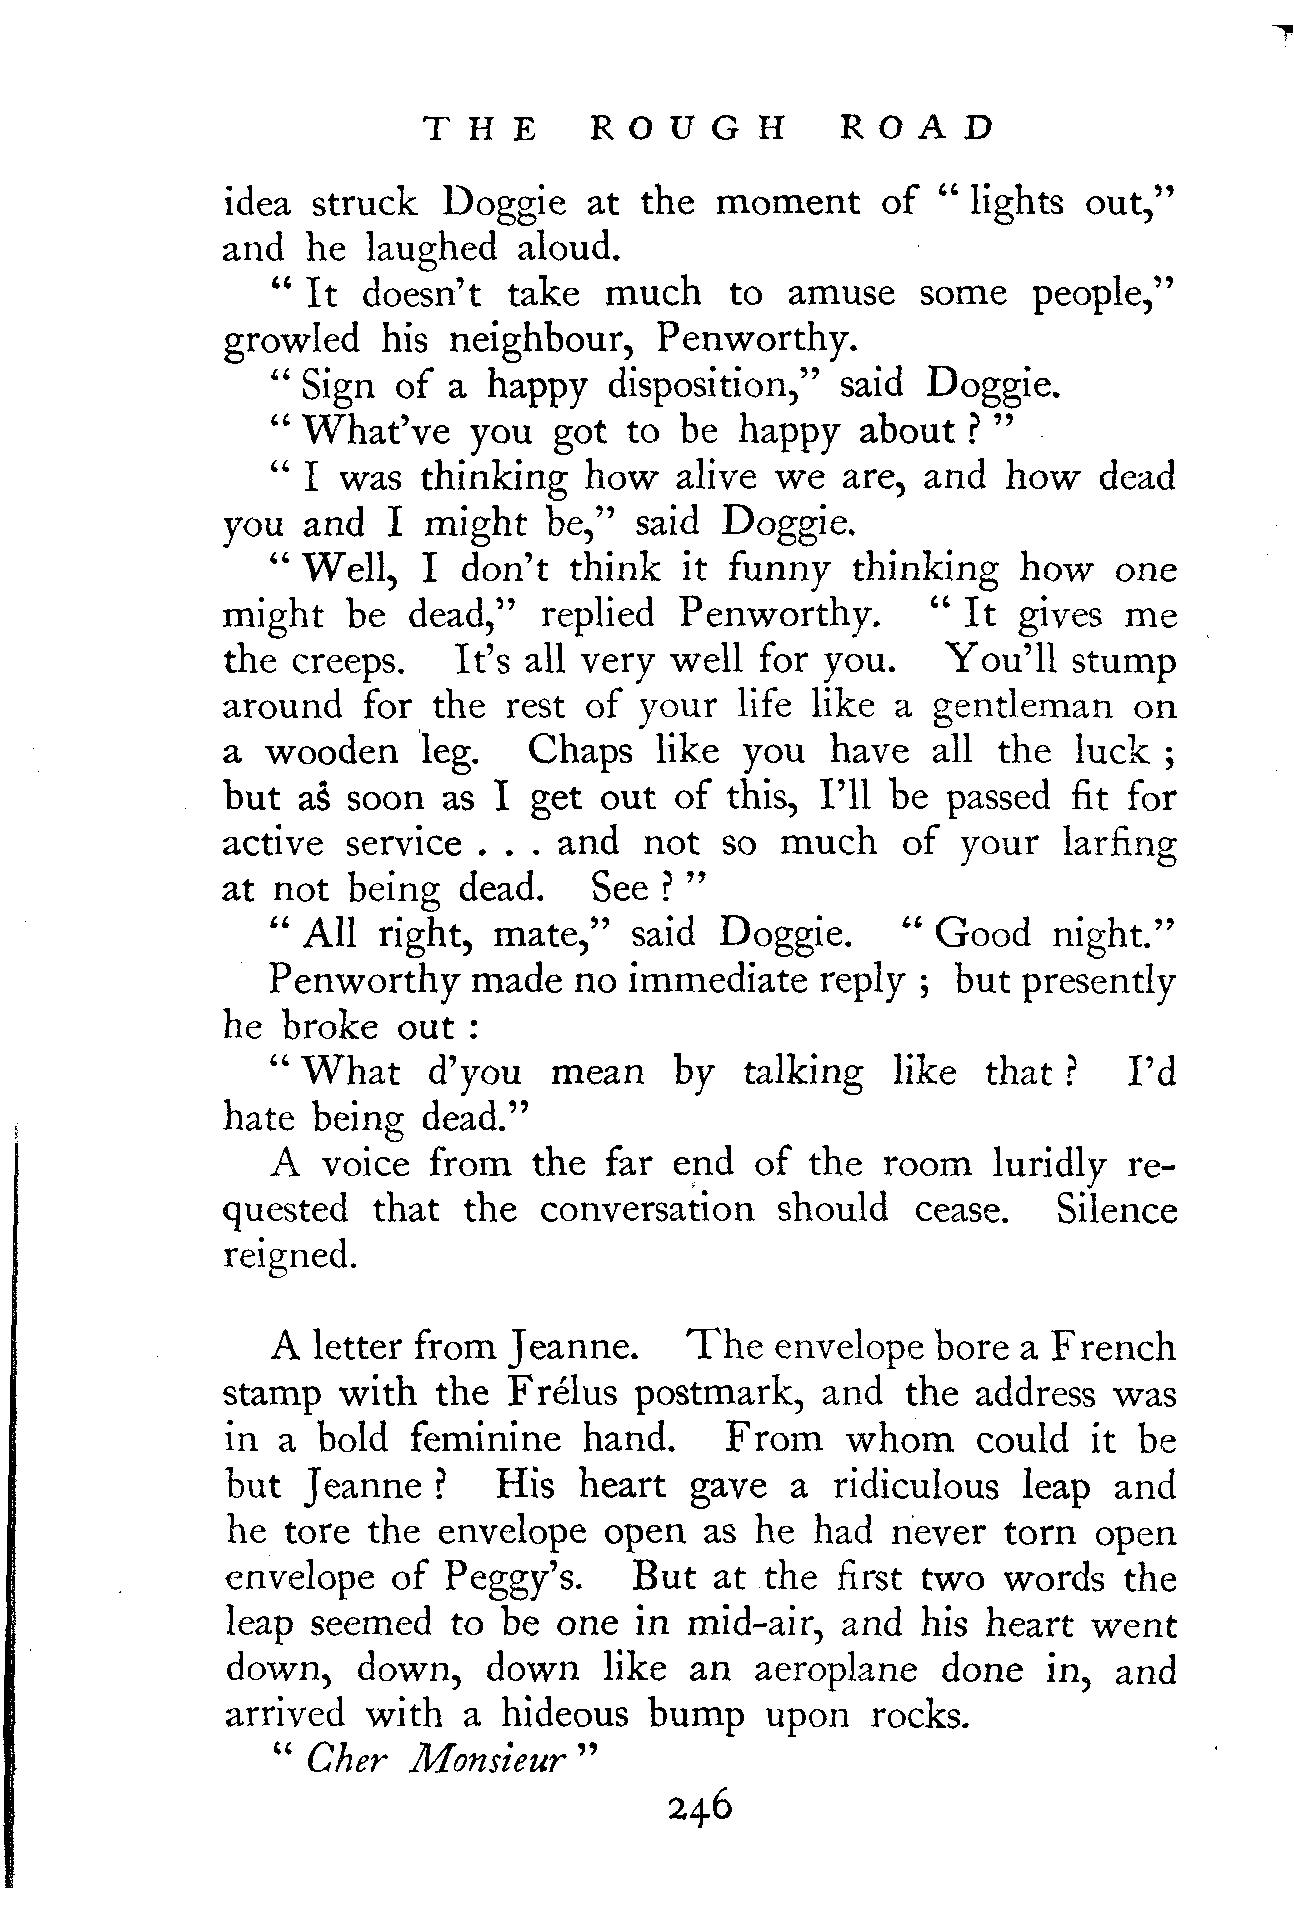 THE ROUGH ROAD
idea struck Doggie at the moment of “ lights out,”
and he laughed aloud.
“ It doesn’t take much to amuse some people,”
growled his neighbour, Penworthy.
“ Sign of a happy disposition,” said Doggie.
“ What’ve you got to be happy about ? ”
“ I was thinking how alive we are, and how dead
you and I might be,” said Doggie.
“ Well, I don’t think it funny thinking how one
might be dead,” replied Penworthy. “ It gives me
the creeps. It’s all very well for you. You’ll stump
around for the rest of your life like a gentleman on
a wooden leg. Chaps like you have all the luck ;
but as soon as I get out of this, I’ll be passed fit for
active service . . . and not so much of your larfing
at not being dead. See ? ”
“ All right, mate,” said Doggie. “ Good night.”
Penworthy made no immediate reply ; but presently
he broke out :
“ What d’you mean by talking like that ? I’d
hate being dead.”
A voice from the far end of the room luridly re-
quested that the conversation should cease. Silence
reigned.
A letter from Jeanne. The envelope bore a French
stamp with the Frélus postmark, and the address was
in a bold feminine hand. From whom could it be
but Jeanne ? His heart gave a ridiculous leap and
he tore the envelope open as he had never torn open
envelope of Peggy’s. But at the first two words the
leap seemed to be one in mid-air, and his heart went
down, down, down like an aeroplane done in, and
arrived with a hideous bump upon rocks.
“ Cher Monsieur ”
246